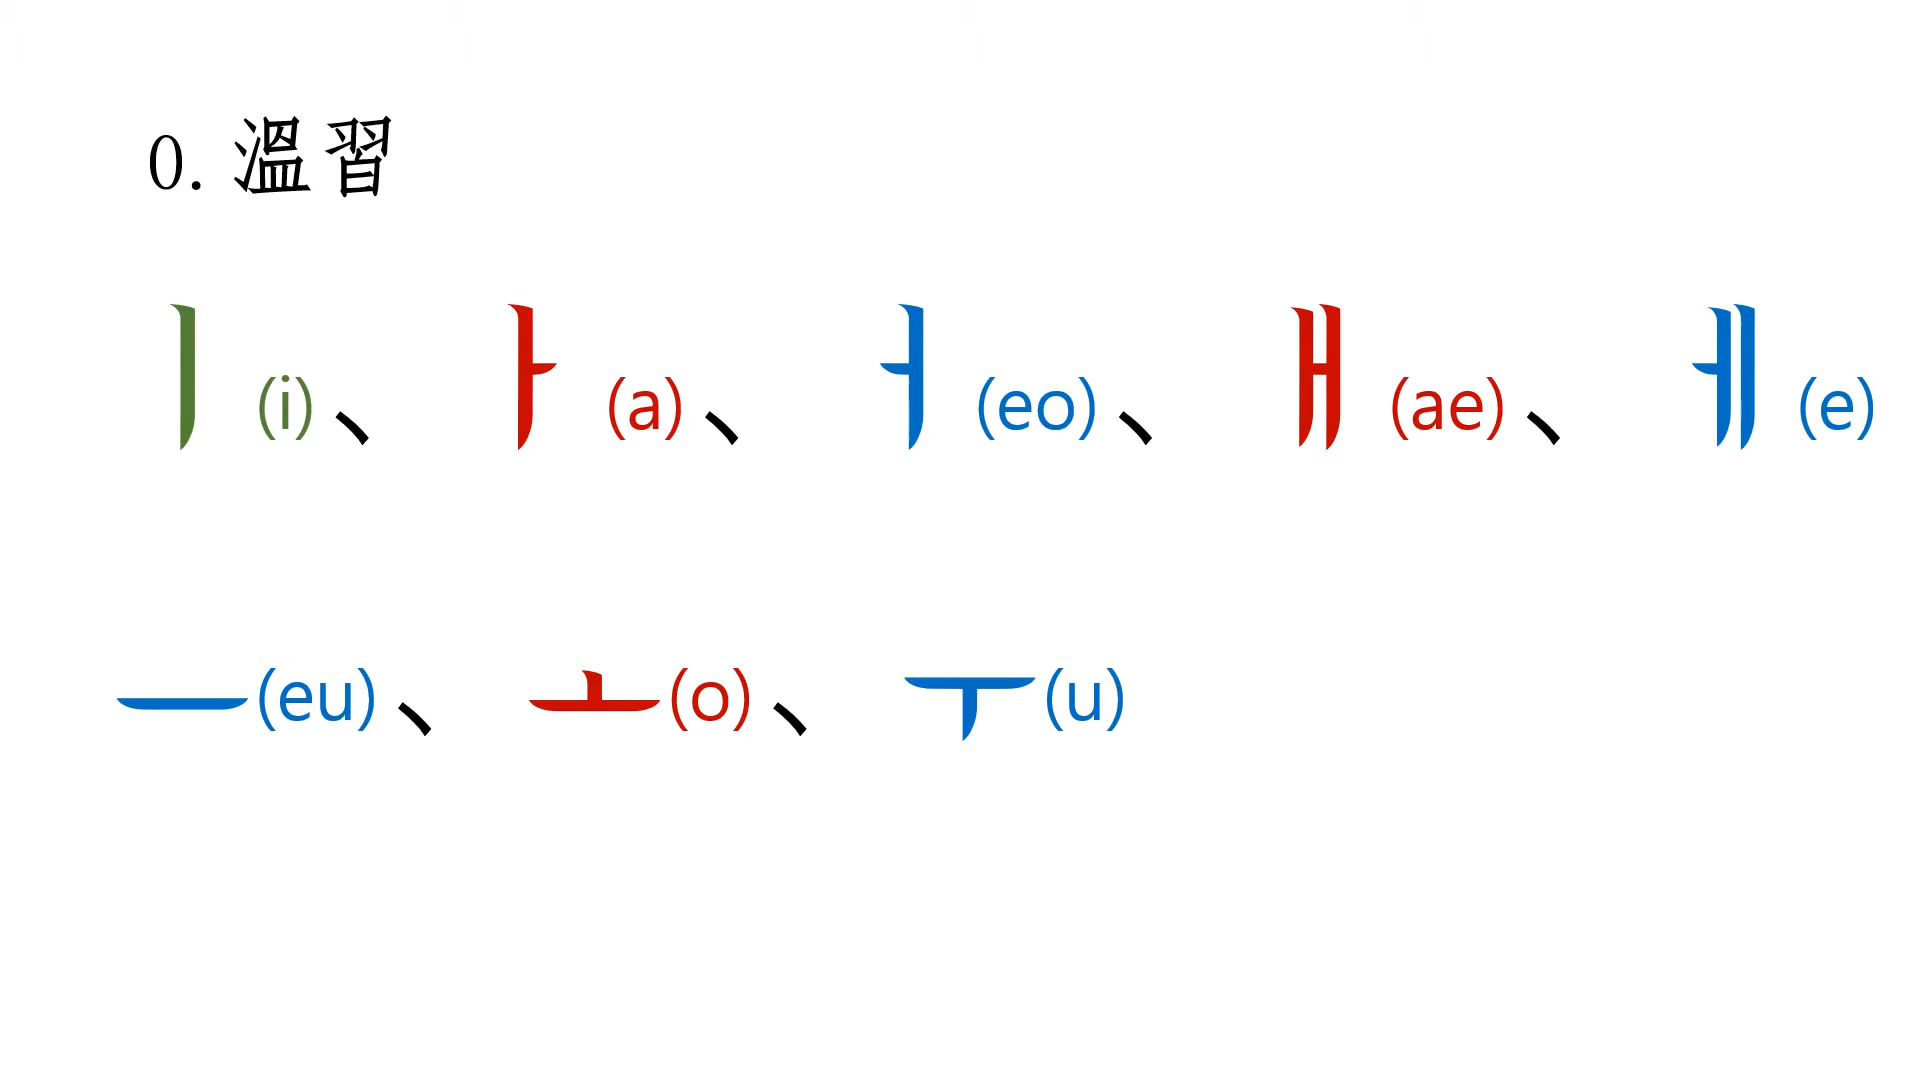 0. 溫習
ㅣ(i)、ㅏ(a)、ㅓ(eo)、ㅐ(ae)、ㅔ(e)
ㅡ(eu)、ㅗ(o)、ㅜ(u)